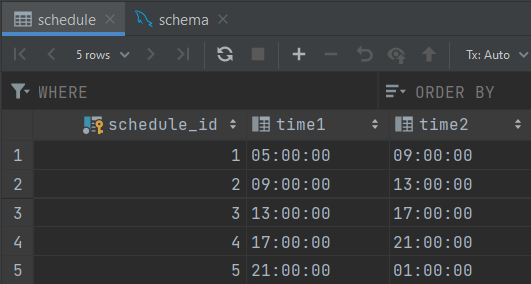 schedule schema
5 rows Tx: Auto
WHERE ORDER BY
schedule_id time1 time2
1 1 05:00:00 09:00:00
2 2 09:00:00 13:00:00
3 3 13:00:00 17:00:00
4 4 17:00:00 21:00:00
5 5 21:00:00 01:00:00